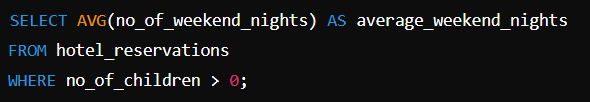 SELECT AVG(no_of_weekend_nights) AS average_weekend_nights
FROM hotel_reservations
WHERE no_of_children > 0;